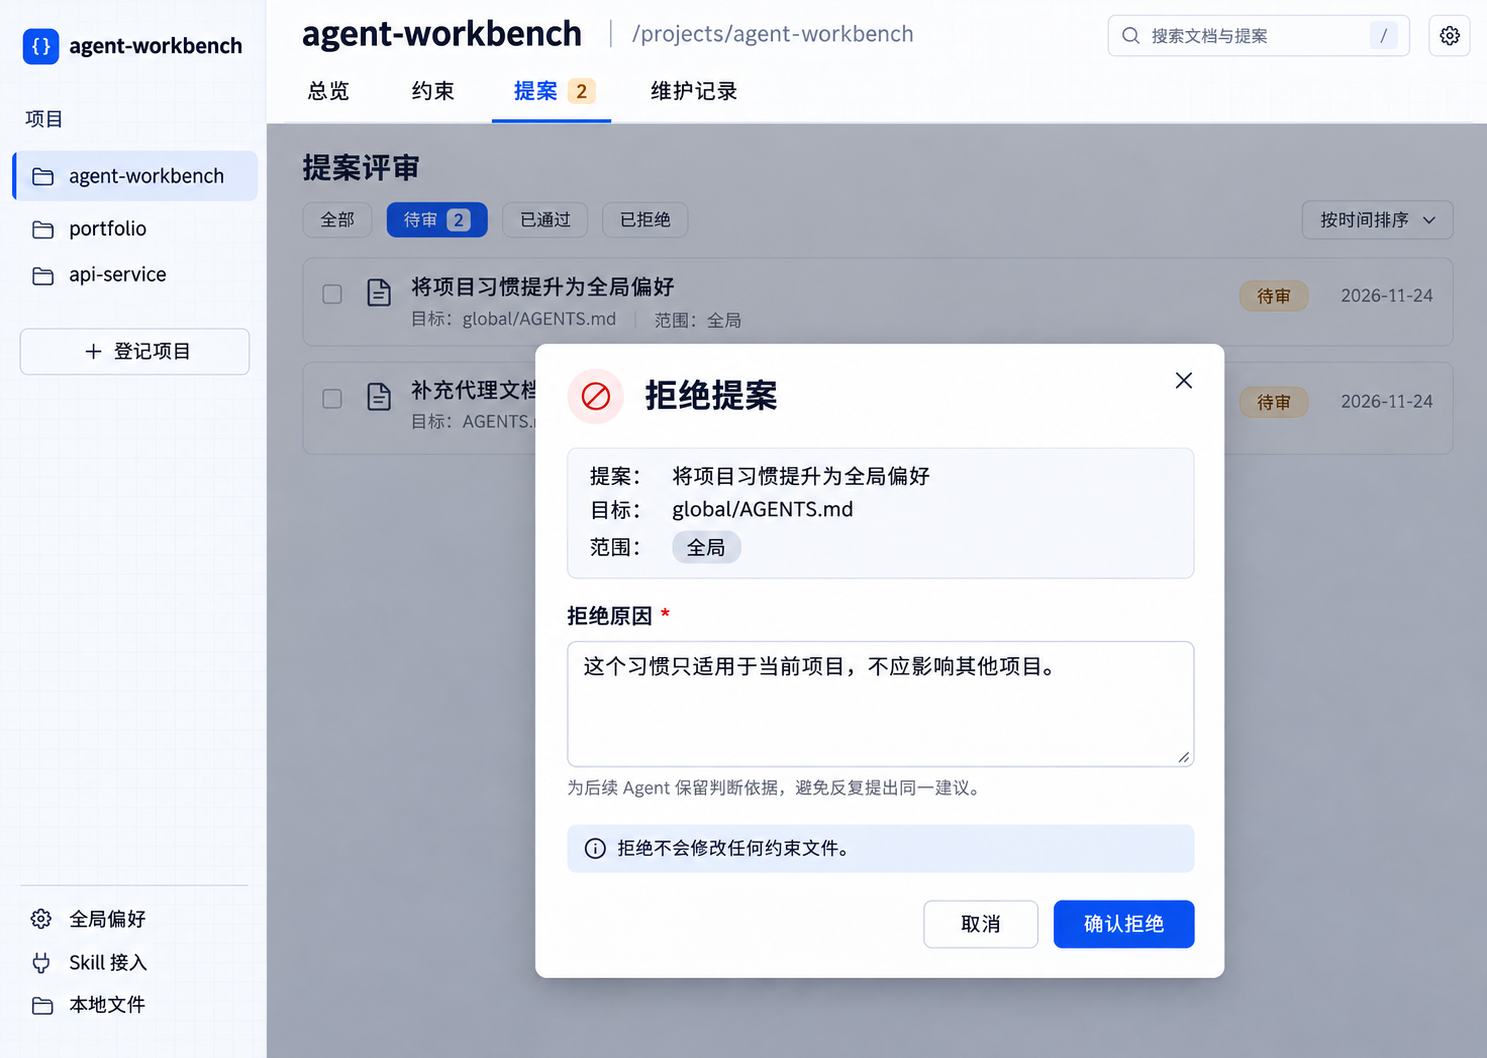 {} agent-workbench
项目
agent-workbench
portfolio
api-service
+ 登记项目
全局偏好
Skill 接入
本地文件
agent-workbench
/projects/agent-workbench
搜索文档与提案 /
总览 约束 提案 2 维护记录
提案评审
全部 待审 2 已通过 已拒绝 按时间排序
将项目习惯提升为全局偏好
目标：global/AGENTS.md 范围：全局
待审 2026-11-24
补充代理文档
目标：AGENTS.
待审 2026-11-24
拒绝提案
提案： 将项目习惯提升为全局偏好
目标： global/AGENTS.md
范围： 全局
拒绝原因 *
这个习惯只适用于当前项目，不应影响其他项目。
为后续 Agent 保留判断依据，避免反复提出同一建议。
拒绝不会修改任何约束文件。
取消 确认拒绝